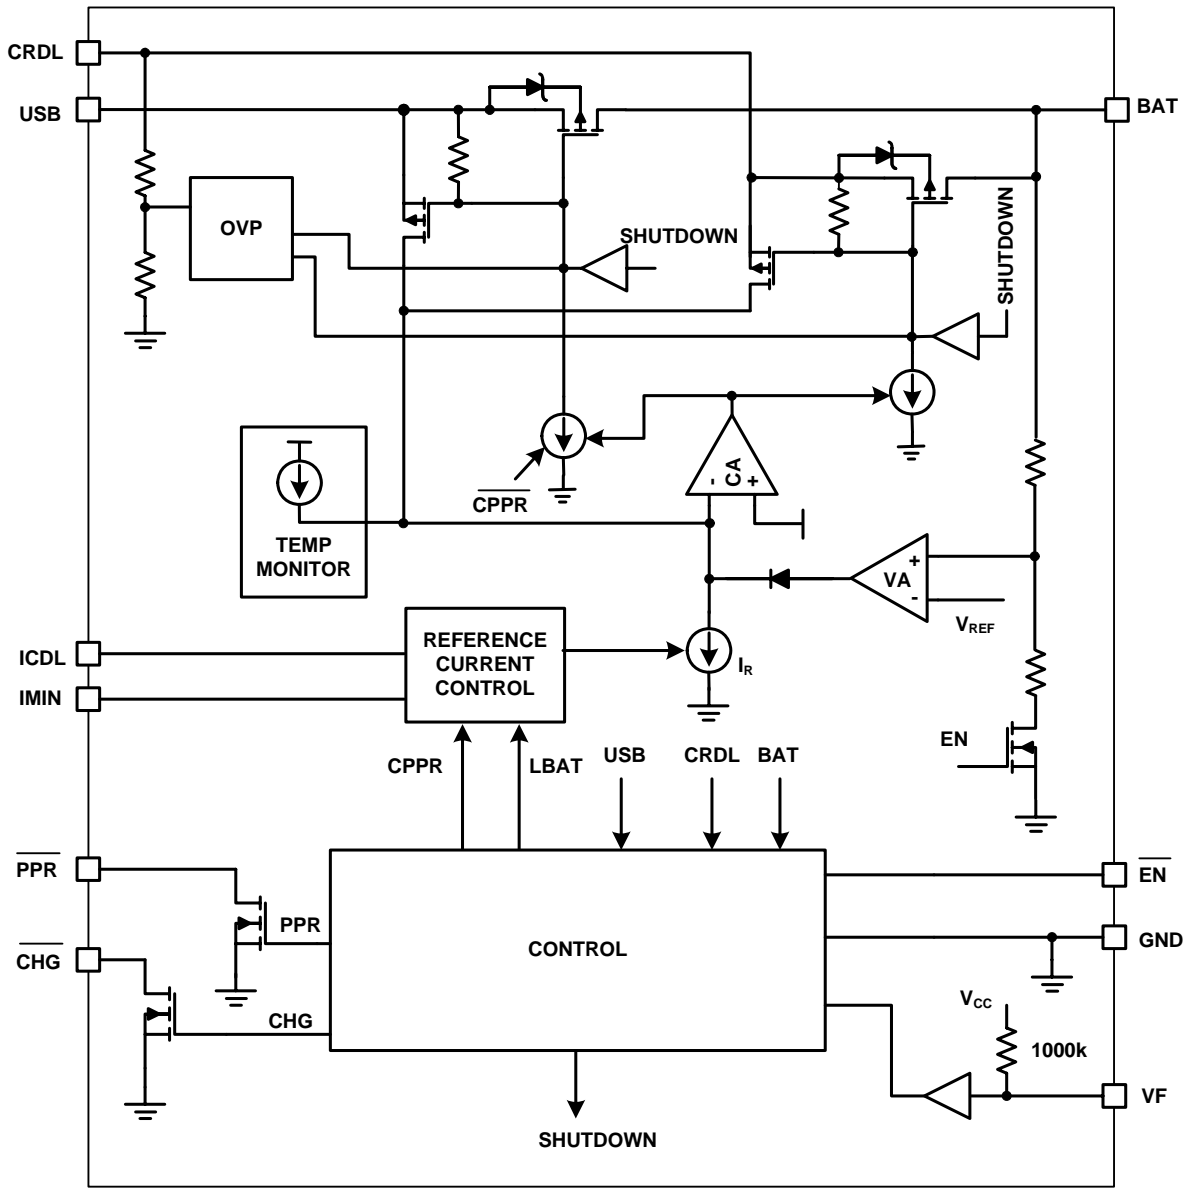 CRDL
USB
BAT
OVP
SHUTDOWN
SHUTDOWN
CPPR
- CA +
TEMP
MONITOR
+
VA
-
VREF
ICDL
IMIN
REFERENCE
CURRENT
CONTROL
IR
EN
CPPR
LBAT
USB
CRDL
BAT
PPR
PPR
CHG
CHG
CONTROL
EN
GND
VCC
1000k
VF
SHUTDOWN